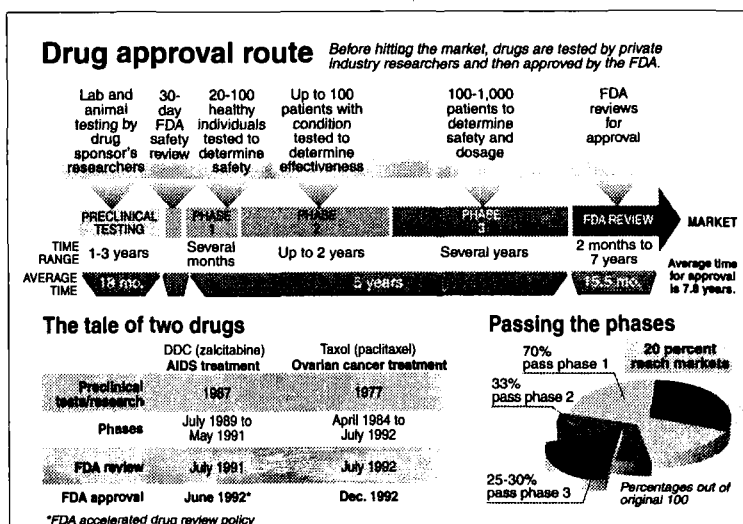 Drug approval route
Before hitting the market, drugs are tested by private
industry researchers and then approved by the FDA.
Lab and
animal
testing by
drug
sponsor's
researchers
30-
day
FDA
safety
review
20-100
healthy
individuals
tested to
determine
safety
Up to 100
patients with
condition
tested to
determine
effectiveness
100-1,000
patients to
determine
safety and
dosage
FDA
reviews
for
approval
PRECLINICAL
TESTING
PHASE
1
PHASE
2
PHASE
3
FDA REVIEW
MARKET
TIME
RANGE
1-3 years
Several
months
Up to 2 years
Several years
2 months to
7 years
Average time
for approval
is 7.8 years.
AVERAGE
TIME
18 mo.
5 years
15.5 mo.
The tale of two drugs
DDC (zalcitabine)
AIDS treatment
Taxol (paclitaxel)
Ovarian cancer treatment
Preclinical
tests/research
1987
1977
Phases
July 1989 to
May 1991
April 1984 to
July 1992
FDA review
July 1991
July 1992
FDA approval
June 1992*
Dec. 1992
*FDA accelerated drug review policy
Passing the phases
70%
pass phase 1
20 percent
reach markets
33%
pass phase 2
25-30%
pass phase 3
Percentages out of
original 100